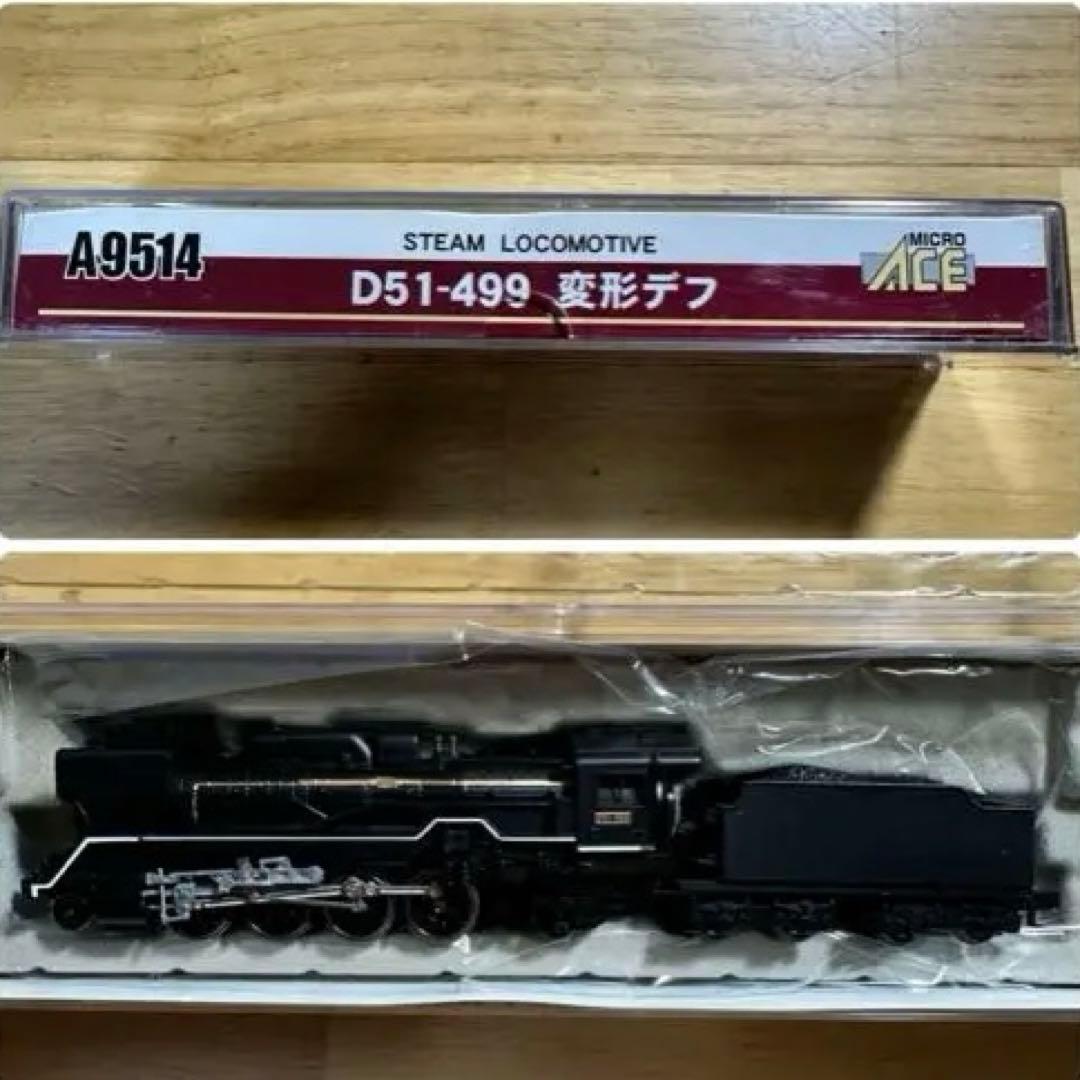 A9514
STEAM LOCOMOTIVE
D51-499 変形デフ
MICRO
ACE